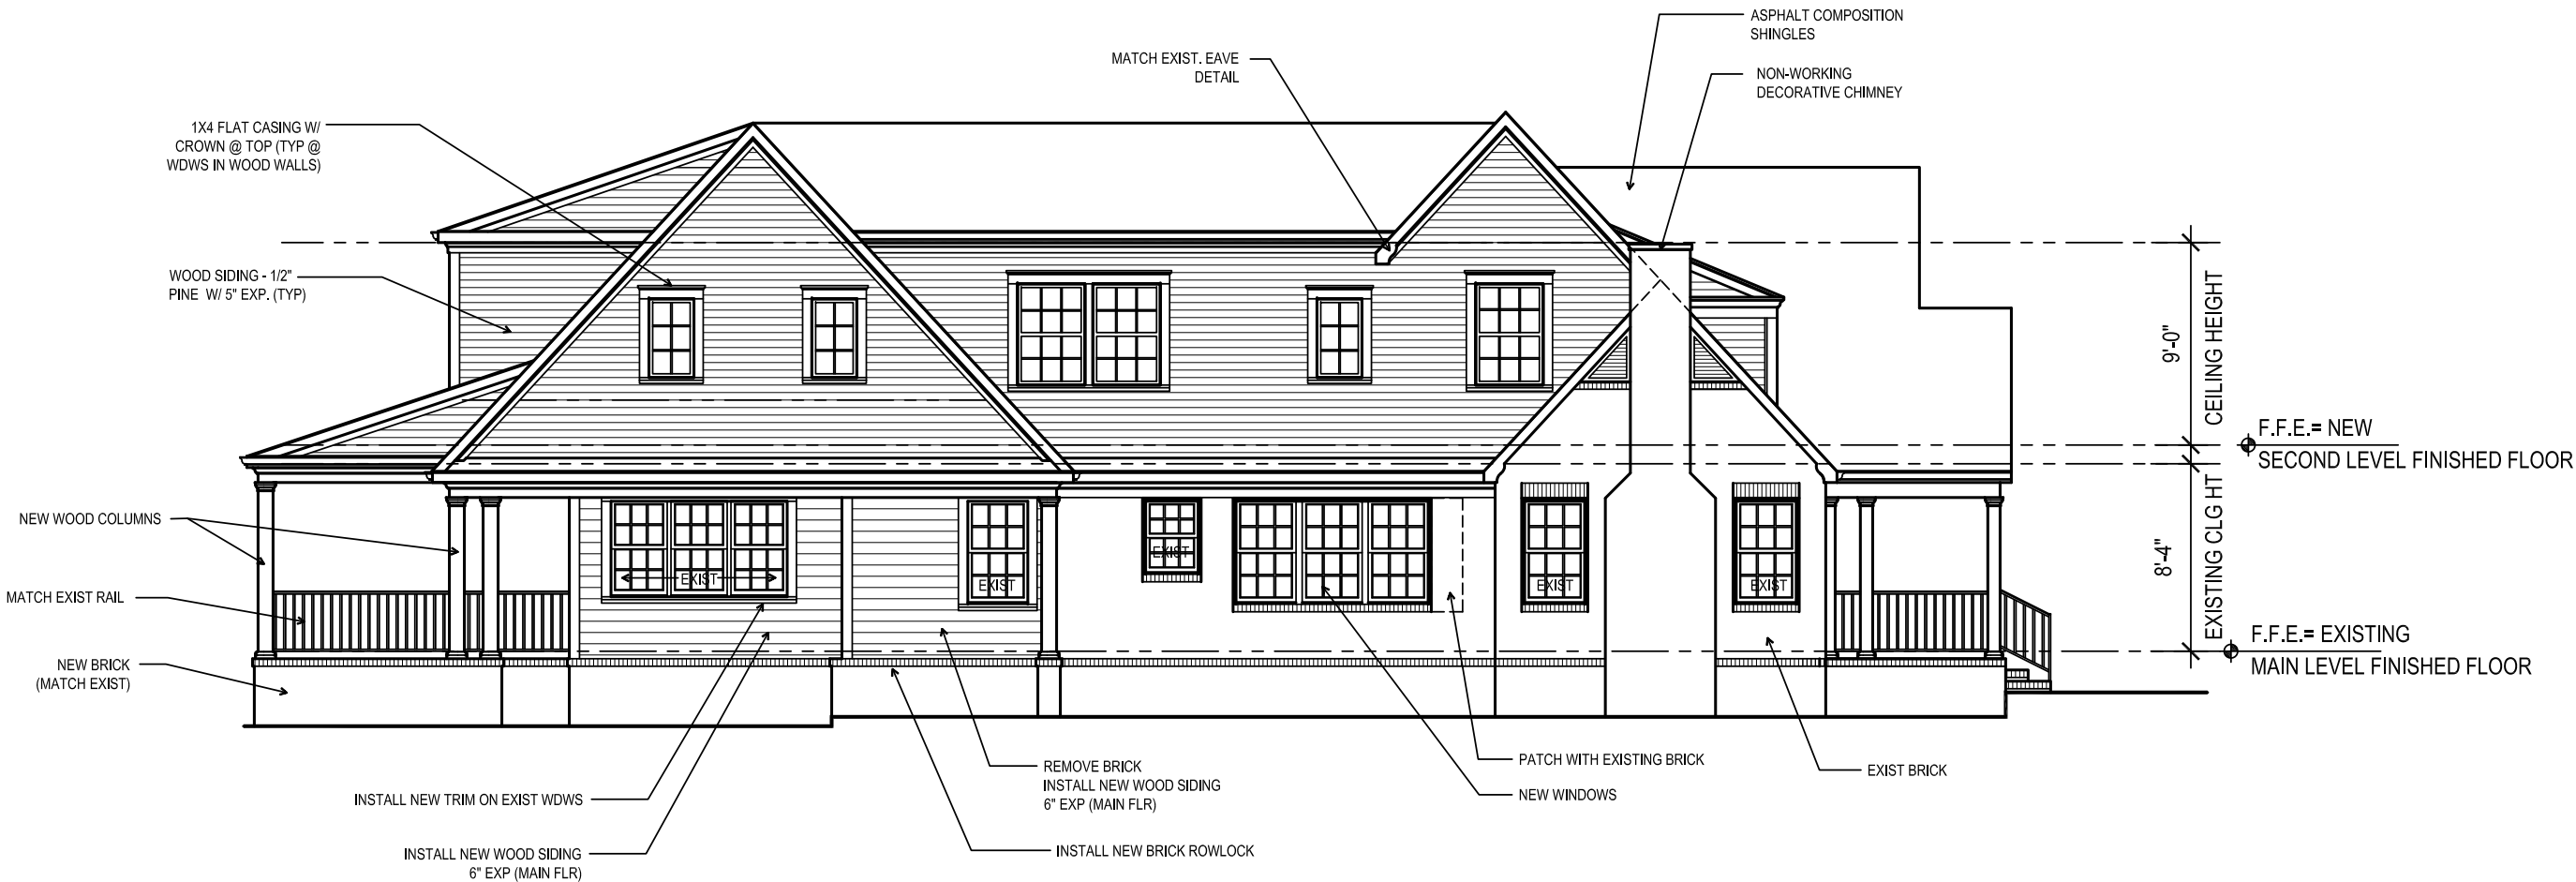 ASPHALT COMPOSITION
SHINGLES
MATCH EXIST. EAVE
DETAIL
NON-WORKING
DECORATIVE CHIMNEY
1X4 FLAT CASING W/
CROWN @ TOP (TYP @
WDWS IN WOOD WALLS)
WOOD SIDING - 1/2"
PINE W/ 5" EXP. (TYP)
9'-0"
CEILING HEIGHT
F.F.E.= NEW
SECOND LEVEL FINISHED FLOOR
NEW WOOD COLUMNS
8'-4"
EXISTING CLG HT
EXIST
EXIST
EXIST
EXIST
EXIST
MATCH EXIST RAIL
F.F.E.= EXISTING
MAIN LEVEL FINISHED FLOOR
NEW BRICK
(MATCH EXIST)
REMOVE BRICK
INSTALL NEW WOOD SIDING
6" EXP (MAIN FLR)
PATCH WITH EXISTING BRICK
EXIST BRICK
NEW WINDOWS
INSTALL NEW TRIM ON EXIST WDWS
INSTALL NEW WOOD SIDING
6" EXP (MAIN FLR)
INSTALL NEW BRICK ROWLOCK